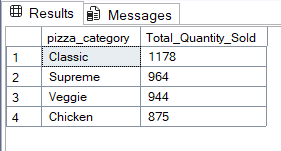 Results Messages
pizza_category Total_Quantity_Sold
1 Classic 1178
2 Supreme 964
3 Veggie 944
4 Chicken 875